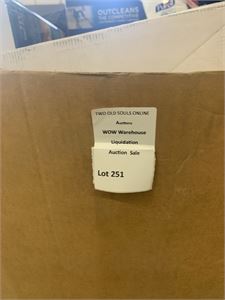 OUTCLEANS
THE COMPETITION
TWO OLD SOULS ONLINE
Auctions
WOW Warehouse
Liquidation
Auction Sale
Lot 251